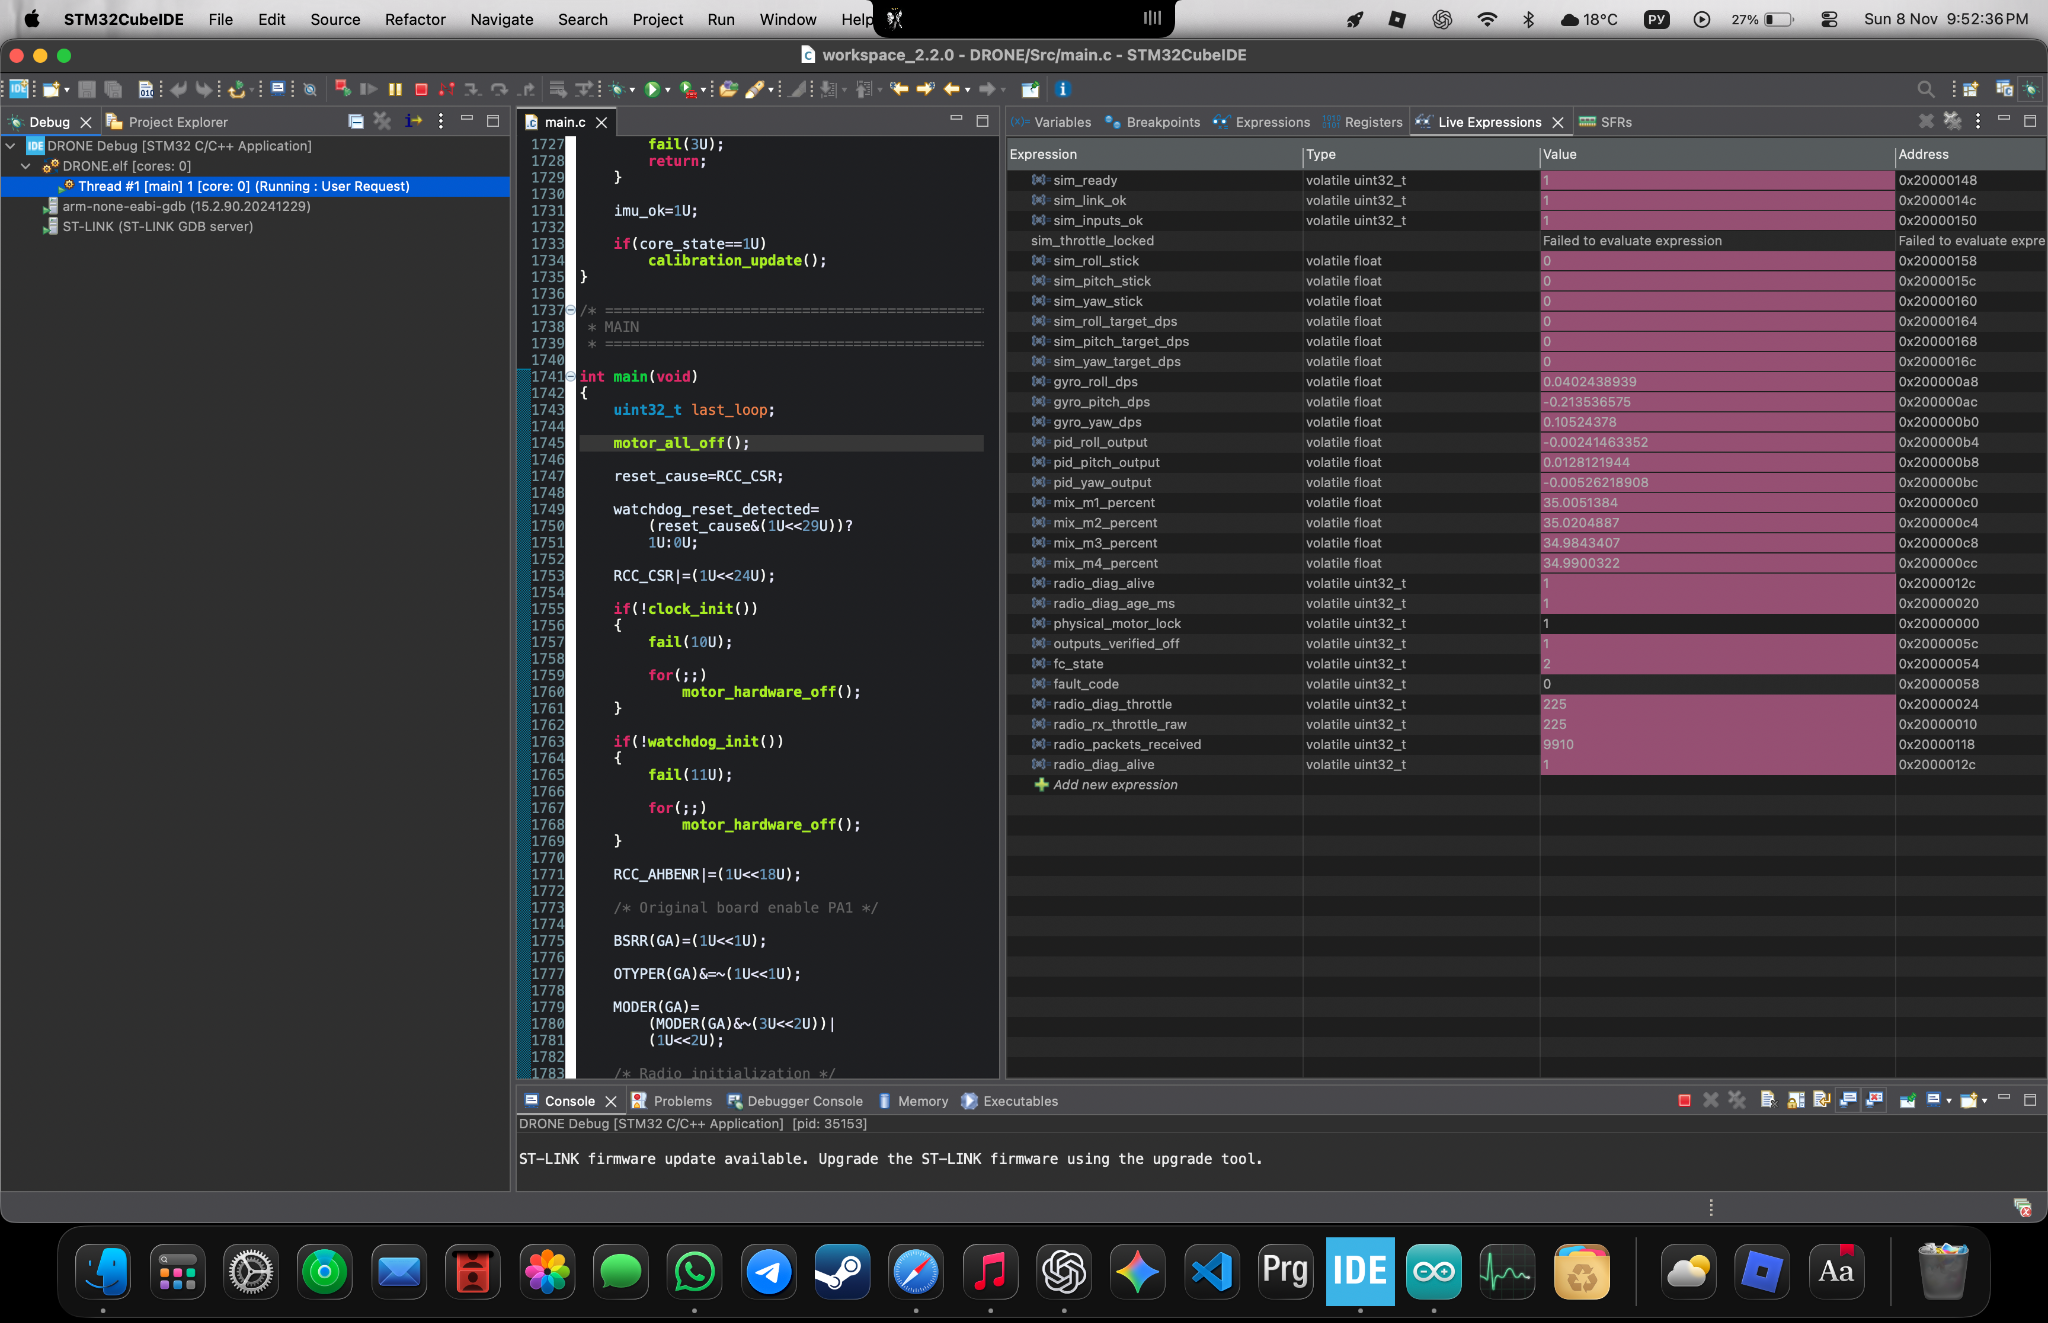 STM32CubeIDE File Edit Source Refactor Navigate Search Project Run Window Help
18°C РУ 27% Sun 8 Nov 9:52:36 PM
workspace_2.2.0 - DRONE/Src/main.c - STM32CubeIDE
IDE
Debug Project Explorer
IDE DRONE Debug [STM32 C/C++ Application]
DRONE.elf [cores: 0]
Thread #1 [main] 1 [core: 0] (Running : User Request)
arm-none-eabi-gdb (15.2.90.20241229)
ST-LINK (ST-LINK GDB server)
main.c
1727 fail(3U);
1728 return;
1729 }
1730
1731 imu_ok=1U;
1732
1733 if(core_state==1U)
1734 calibration_update();
1735 }
1736
1737 /* =============================================
1738 * MAIN
1739 * =============================================
1740
1741 int main(void)
1742 {
1743 uint32_t last_loop;
1744
1745 motor_all_off();
1746
1747 reset_cause=RCC_CSR;
1748
1749 watchdog_reset_detected=
1750 (reset_cause&(1U<<29U))?
1751 1U:0U;
1752
1753 RCC_CSR|=(1U<<24U);
1754
1755 if(!clock_init())
1756 {
1757 fail(10U);
1758
1759 for(;;)
1760 motor_hardware_off();
1761 }
1762
1763 if(!watchdog_init())
1764 {
1765 fail(11U);
1766
1767 for(;;)
1768 motor_hardware_off();
1769 }
1770
1771 RCC_AHBENR|=(1U<<18U);
1772
1773 /* Original board enable PA1 */
1774
1775 BSRR(GA)=(1U<<1U);
1776
1777 OTYPER(GA)&=~(1U<<1U);
1778
1779 MODER(GA)=
1780 (MODER(GA)&~(3U<<2U))|
1781 (1U<<2U);
1782
1783 /* Radio initialization */
Variables Breakpoints Expressions Registers Live Expressions SFRs
Expression Type Value Address
sim_ready volatile uint32_t 1 0x20000148
sim_link_ok volatile uint32_t 1 0x2000014c
sim_inputs_ok volatile uint32_t 1 0x20000150
sim_throttle_locked Failed to evaluate expression Failed to evaluate expre
sim_roll_stick volatile float 0 0x20000158
sim_pitch_stick volatile float 0 0x2000015c
sim_yaw_stick volatile float 0 0x20000160
sim_roll_target_dps volatile float 0 0x20000164
sim_pitch_target_dps volatile float 0 0x20000168
sim_yaw_target_dps volatile float 0 0x2000016c
gyro_roll_dps volatile float 0.0402438939 0x200000a8
gyro_pitch_dps volatile float -0.213536575 0x200000ac
gyro_yaw_dps volatile float 0.10524378 0x200000b0
pid_roll_output volatile float -0.00241463352 0x200000b4
pid_pitch_output volatile float 0.0128121944 0x200000b8
pid_yaw_output volatile float -0.00526218908 0x200000bc
mix_m1_percent volatile float 35.0051384 0x200000c0
mix_m2_percent volatile float 35.0204887 0x200000c4
mix_m3_percent volatile float 34.9843407 0x200000c8
mix_m4_percent volatile float 34.9900322 0x200000cc
radio_diag_alive volatile uint32_t 1 0x2000012c
radio_diag_age_ms volatile uint32_t 1 0x20000020
physical_motor_lock volatile uint32_t 1 0x20000000
outputs_verified_off volatile uint32_t 1 0x2000005c
fc_state volatile uint32_t 2 0x20000054
fault_code volatile uint32_t 0 0x20000058
radio_diag_throttle volatile uint32_t 225 0x20000024
radio_rx_throttle_raw volatile uint32_t 225 0x20000010
radio_packets_received volatile uint32_t 9910 0x20000118
radio_diag_alive volatile uint32_t 1 0x2000012c
Add new expression
Console Problems Debugger Console Memory Executables
DRONE Debug [STM32 C/C++ Application] [pid: 35153]
ST-LINK firmware update available. Upgrade the ST-LINK firmware using the upgrade tool.
Prg IDE Aa